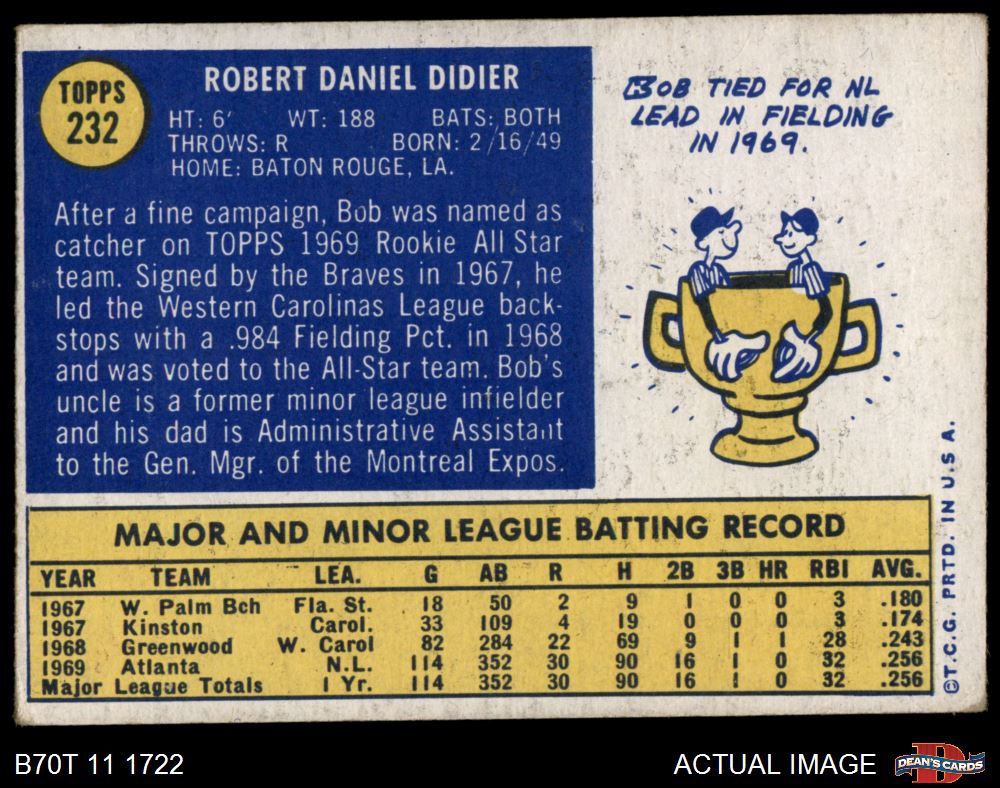 TOPPS
232
ROBERT DANIEL DIDIER
HT: 6' WT: 188 BATS: BOTH
THROWS: R BORN: 2/16/49
HOME: BATON ROUGE, LA.
After a fine campaign, Bob was named as
catcher on TOPPS 1969 Rookie All Star
team. Signed by the Braves in 1967, he
led the Western Carolinas League back-
stops with a .984 Fielding Pct. in 1968
and was voted to the All-Star team. Bob's
uncle is a former minor league infielder
and his dad is Administrative Assistant
to the Gen. Mgr. of the Montreal Expos.
BOB TIED FOR NL
LEAD IN FIELDING
IN 1969.
MAJOR AND MINOR LEAGUE BATTING RECORD
YEAR TEAM LEA. G AB R H 2B 3B HR RBI AVG.
1967 W. Palm Bch Fla. St. 18 50 2 9 1 0 0 3 .180
1967 Kinston Carol. 33 109 4 19 0 0 0 3 .174
1968 Greenwood W. Carol 82 284 22 69 9 1 1 28 .243
1969 Atlanta N.L. 114 352 30 90 16 1 0 32 .256
Major League Totals 1 Yr. 114 352 30 90 16 1 0 32 .256
©T.C.G. PRTD. IN U.S.A.
B70T 11 1722
ACTUAL IMAGE
D
DEAN'S CARDS